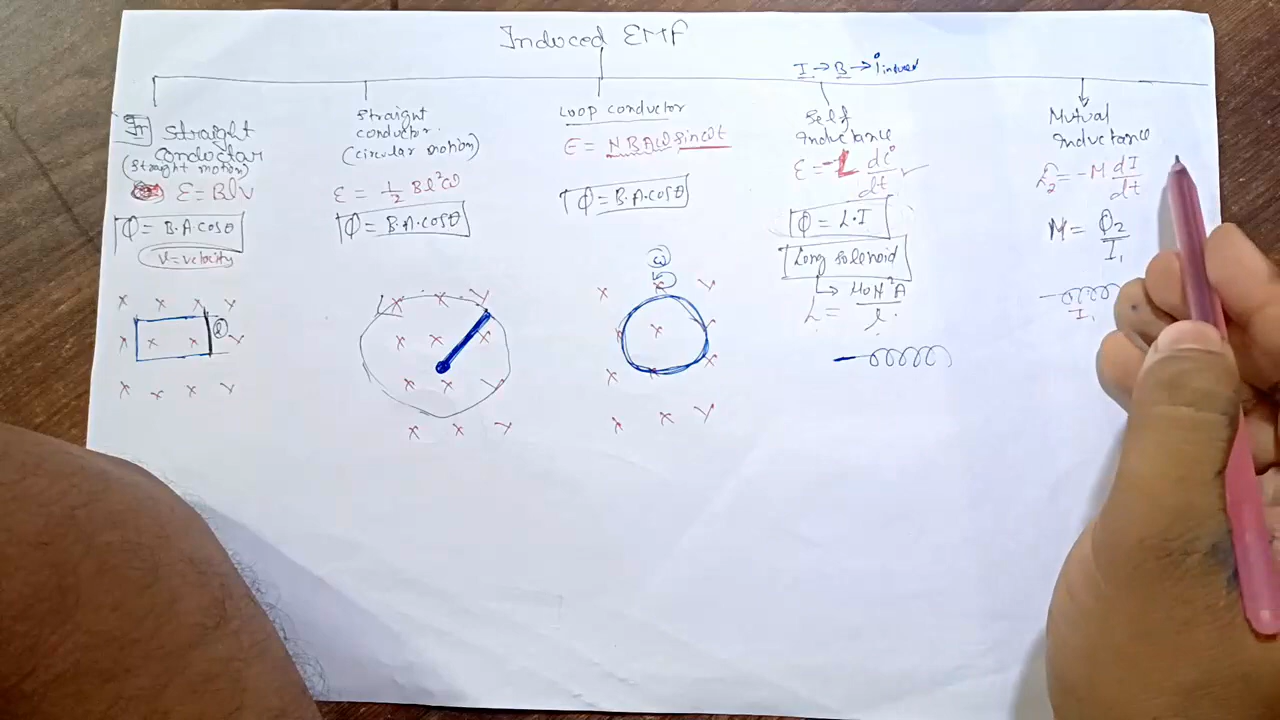 Induced EMF
I → B → i induced
Straight
Conductor
(Straight motion)
ε = Blv
Φ = B.A.cosθ
v = velocity
l
Straight
conductor.
(circular motion)
ε = 1/2 Bl²ω
Φ = B.A.cosθ
Loop conductor
ε = NBAω sinωt
Φ = B.A.cosθ
ω
Self
inductance
ε = -L di/dt
Φ = L.I
Long solenoid
L = μ₀N²A/l
Mutual
inductance
= -M dI/dt
M = Φ₂/I₁
I₁